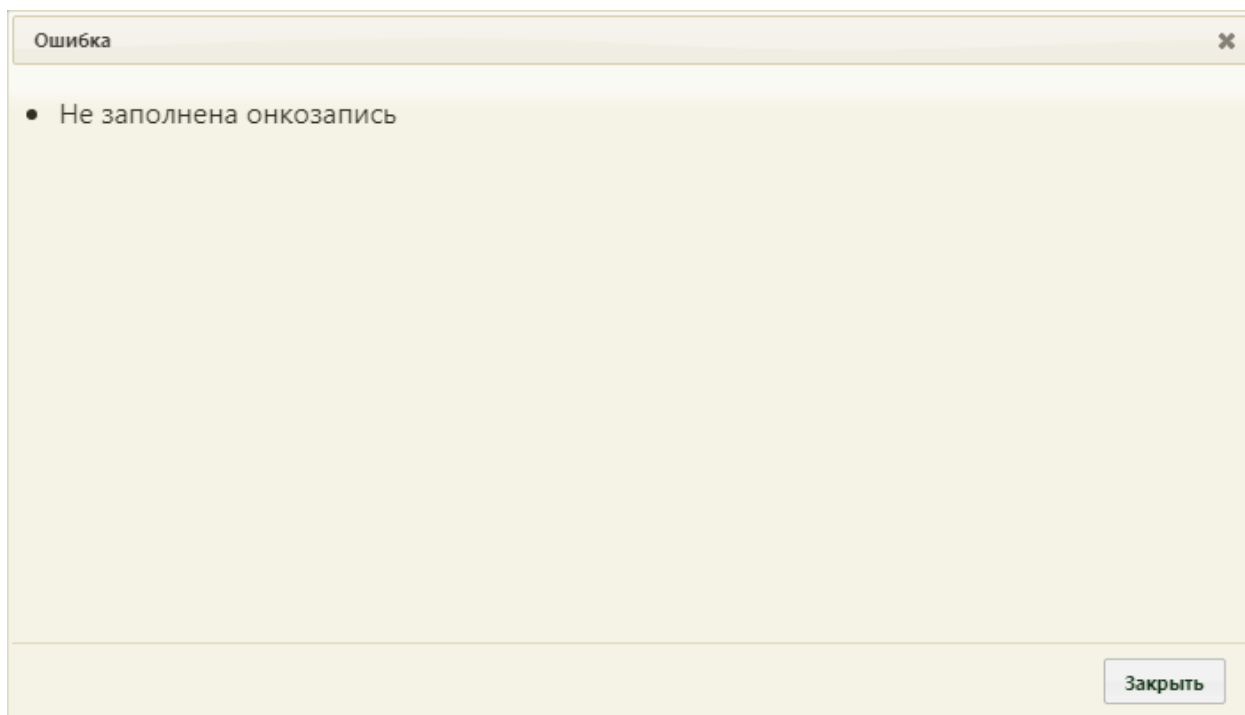 Ошибка
Не заполнена онкозапись
Закрыть